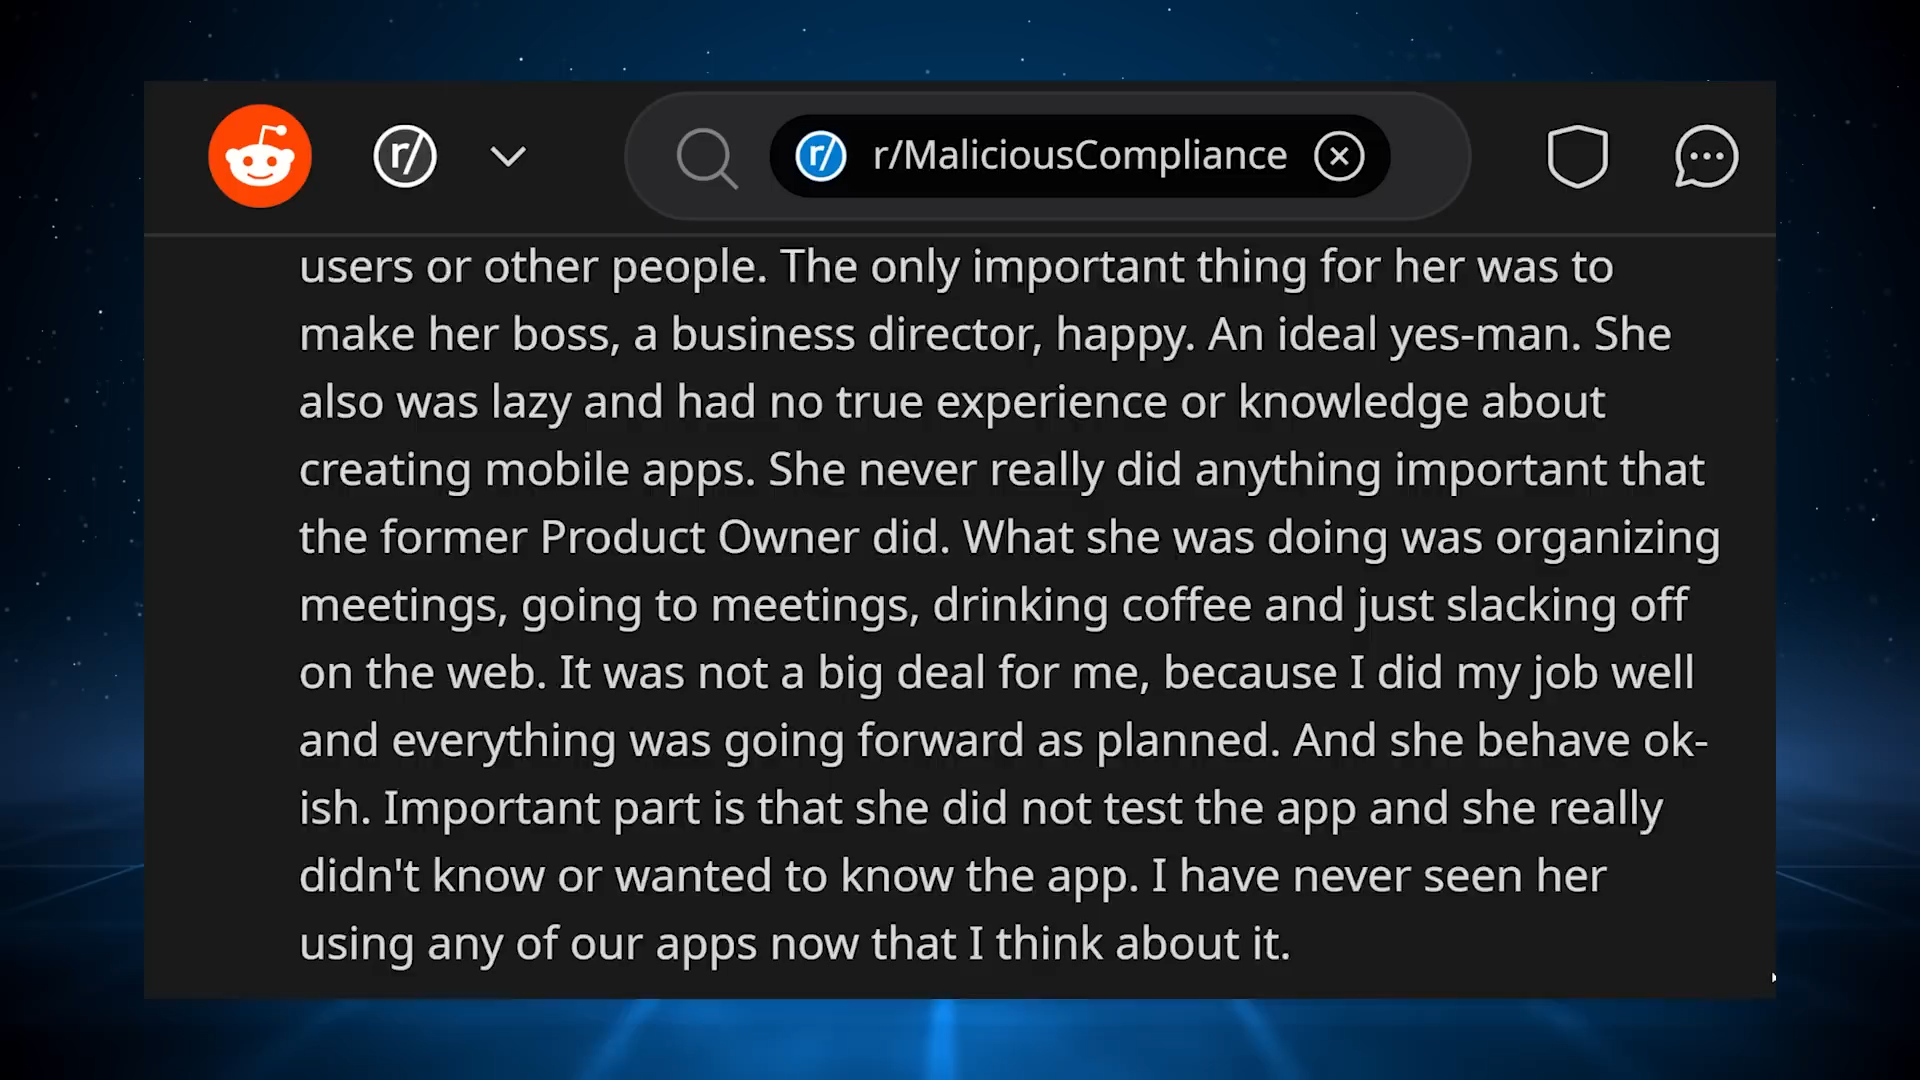 r/ r/ r/MaliciousCompliance
users or other people. The only important thing for her was to
make her boss, a business director, happy. An ideal yes-man. She
also was lazy and had no true experience or knowledge about
creating mobile apps. She never really did anything important that
the former Product Owner did. What she was doing was organizing
meetings, going to meetings, drinking coffee and just slacking off
on the web. It was not a big deal for me, because I did my job well
and everything was going forward as planned. And she behave ok-
ish. Important part is that she did not test the app and she really
didn't know or wanted to know the app. I have never seen her
using any of our apps now that I think about it.